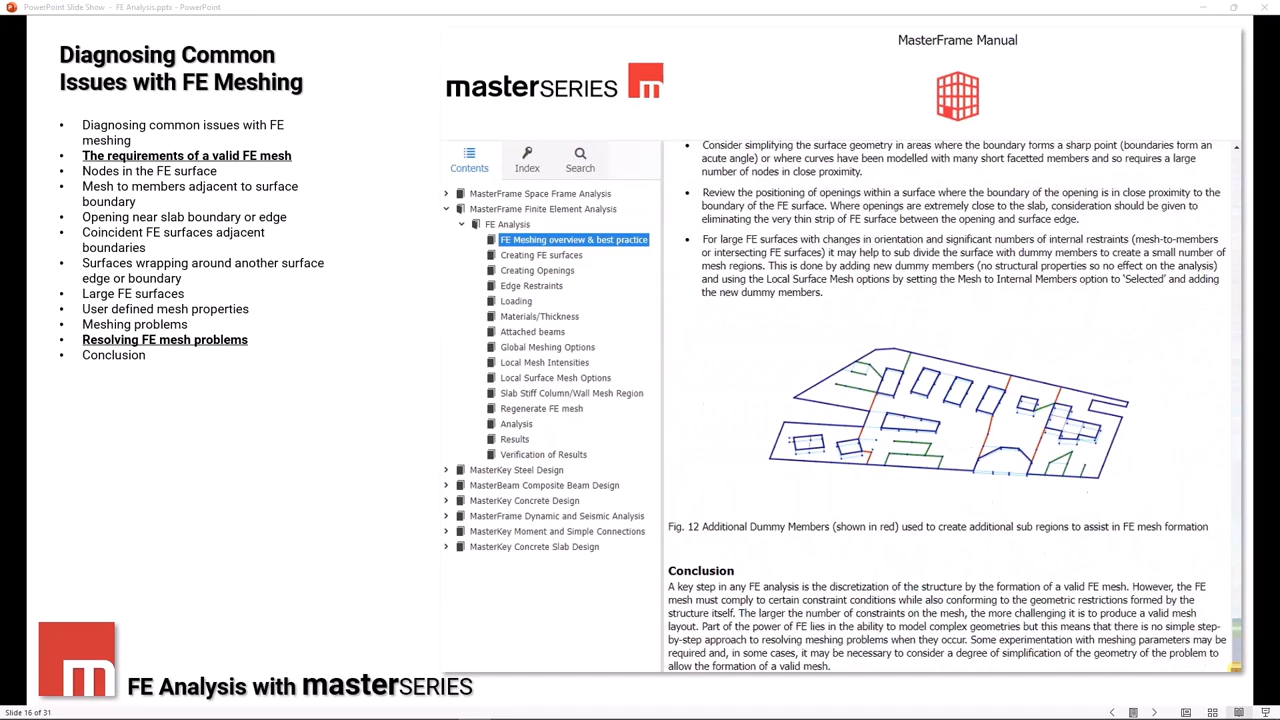 PowerPoint Slide Show - FE Analysis.pptx - PowerPoint
Diagnosing Common
Issues with FE Meshing
• Diagnosing common issues with FE
meshing
• The requirements of a valid FE mesh
• Nodes in the FE surface
• Mesh to members adjacent to surface
boundary
• Opening near slab boundary or edge
• Coincident FE surfaces adjacent
boundaries
• Surfaces wrapping around another surface
edge or boundary
• Large FE surfaces
• User defined mesh properties
• Meshing problems
• Resolving FE mesh problems
• Conclusion
MasterFrame Manual
masterSERIES
Contents
Index
Search
MasterFrame Space Frame Analysis
MasterFrame Finite Element Analysis
FE Analysis
FE Meshing overview & best practice
Creating FE surfaces
Creating Openings
Edge Restraints
Loading
Materials/Thickness
Attached beams
Global Meshing Options
Local Mesh Intensities
Local Surface Mesh Options
Slab Stiff Column/Wall Mesh Region
Regenerate FE mesh
Analysis
Results
Verification of Results
MasterKey Steel Design
MasterBeam Composite Beam Design
MasterKey Concrete Design
MasterFrame Dynamic and Seismic Analysis
MasterKey Moment and Simple Connections
MasterKey Concrete Slab Design
Consider simplifying the surface geometry in areas where the boundary forms a sharp point (boundaries form an
acute angle) or where curves have been modelled with many short facetted members and so requires a large
number of nodes in close proximity.
• Review the positioning of openings within a surface where the boundary of the opening is in close proximity to the
boundary of the FE surface. Where openings are extremely close to the slab, consideration should be given to
eliminating the very thin strip of FE surface between the opening and surface edge.
• For large FE surfaces with changes in orientation and significant numbers of internal restraints (mesh-to-members
or intersecting FE surfaces) it may help to sub divide the surface with dummy members to create a small number of
mesh regions. This is done by adding new dummy members (no structural properties so no effect on the analysis)
and using the Local Surface Mesh options by setting the Mesh to Internal Members option to ‘Selected’ and adding
the new dummy members.
Fig. 12 Additional Dummy Members (shown in red) used to create additional sub regions to assist in FE mesh formation
Conclusion
A key step in any FE analysis is the discretization of the structure by the formation of a valid FE mesh. However, the FE
mesh must comply to certain constraint conditions while also conforming to the geometric restrictions formed by the
structure itself. The larger the number of constraints on the mesh, the more challenging it is to produce a valid mesh
layout. Part of the power of FE lies in the ability to model complex geometries but this means that there is no simple step-
by-step approach to resolving meshing problems when they occur. Some experimentation with meshing parameters may be
required and, in some cases, it may be necessary to consider a degree of simplification of the geometry of the problem to
allow the formation of a valid mesh.
FE Analysis with masterSERIES
Slide 16 of 31